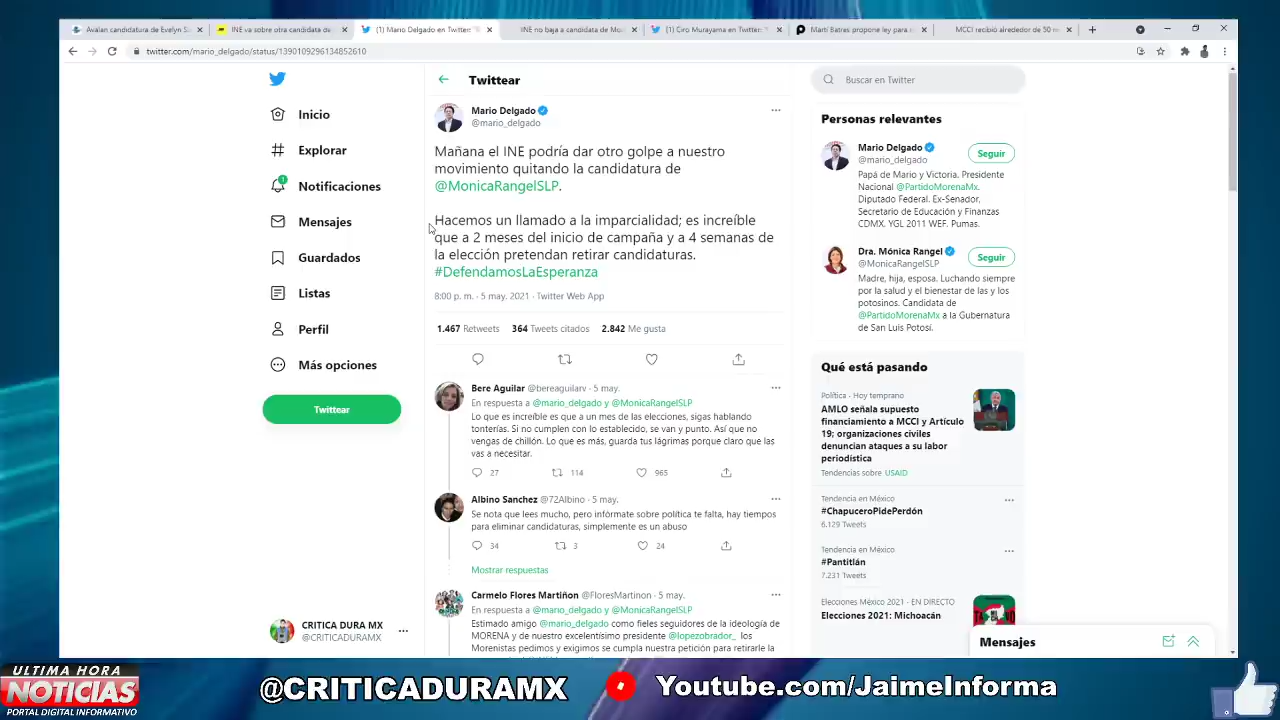 Avalan candidatura de Evelyn S
INE va sobre otra candidata de
(1) Mario Delgado en Twitter: "
INE no baja a candidata de Mo
(1) Ciro Murayama en Twitter: "
Martí Batres propone ley para
MCCI recibió alrededor de 50 m
twitter.com/mario_delgado/status/1390109296134852610
Inicio
Explorar
1
Notificaciones
Mensajes
Guardados
Listas
Perfil
Más opciones
Twittear
CRITICA DURA MX
@CRITICADURAMX
Twittear
Mario Delgado
@mario_delgado
Mañana el INE podría dar otro golpe a nuestro
movimiento quitando la candidatura de
@MonicaRangelSLP.
Hacemos un llamado a la imparcialidad; es increíble
que a 2 meses del inicio de campaña y a 4 semanas de
la elección pretendan retirar candidaturas.
#DefendamosLaEsperanza
8:00 p. m. · 5 may. 2021 · Twitter Web App
1.467 Retweets 364 Tweets citados 2.842 Me gusta
Bere Aguilar @bereaguilarv · 5 may.
En respuesta a @mario_delgado y @MonicaRangelSLP
Lo que es increíble es que a un mes de las elecciones, sigas hablando
tonterías. Si no cumplen con lo establecido, se van y punto. Así que no
vengas de chillón. Lo que es más, guarda tus lágrimas porque claro que las
vas a necesitar.
27 114 965
Albino Sanchez @72Albino · 5 may.
Se nota que lees mucho, pero infórmate sobre política te falta, hay tiempos
para eliminar candidaturas, simplemente es un abuso
34 3 24
Mostrar respuestas
Carmelo Flores Martiñon @FloresMartinon · 5 may.
En respuesta a @mario_delgado y @MonicaRangelSLP
Estimado amigo @mario_delgado como fieles seguidores de la ideología de
MORENA y de nuestro excelentísimo presidente @lopezobrador_ los
Morenistas pedimos y exigimos se cumpla nuestra petición para retirarle la
Buscar en Twitter
Personas relevantes
Mario Delgado
@mario_delgado
Seguir
Papá de Mario y Victoria. Presidente
Nacional @PartidoMorenaMx.
Diputado Federal. Ex-Senador.
Secretario de Educación y Finanzas
CDMX. YGL 2011 WEF. Pumas.
Dra. Mónica Rangel
@MonicaRangelSLP
Seguir
Madre, hija, esposa. Luchando siempre
por la salud y el bienestar de las y los
potosinos. Candidata de
@PartidoMorenaMx a la Gubernatura
de San Luis Potosí.
Qué está pasando
Política · Hoy temprano
AMLO señala supuesto
financiamiento a MCCI y Artículo
19; organizaciones civiles
denuncian ataques a su labor
periodística
Tendencias sobre USAID
Tendencia en México
#ChapuceroPidePerdón
6.129 Tweets
Tendencia en México
#Pantitlán
7.231 Tweets
Elecciones México 2021 · EN DIRECTO
Elecciones 2021: Michoacán
Mensajes
ULTIMA HORA
NOTICIAS
PORTAL DIGITAL INFORMATIVO
@CRITICADURAMX
Youtube.com/JaimeInforma